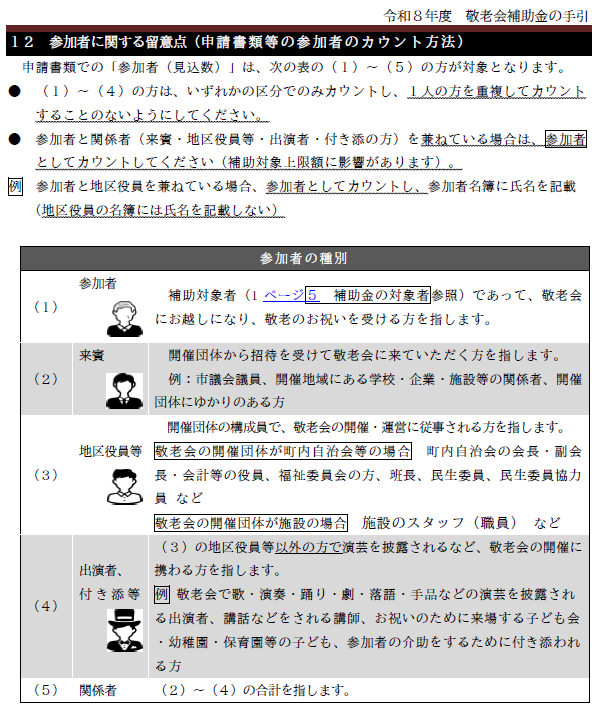 令和８年度　敬老会補助金の手引
１２　参加者に関する留意点（申請書類等の参加者のカウント方法）
申請書類での「参加者（見込数）」は、次の表の（１）～（５）の方が対象となります。
●　（１）～（４）の方は、いずれかの区分でのみカウントし、１人の方を重複してカウント
することのないようにしてください。
●　参加者と関係者（来賓・地区役員等・出演者・付き添の方）を兼ねている場合は、参加者
としてカウントしてください（補助対象上限額に影響があります）。
例　参加者と地区役員を兼ねている場合、参加者としてカウントし、参加者名簿に氏名を記載
（地区役員の名簿には氏名を記載しない）
参加者の種別
（１）
参加者
補助対象者（1 ページ５　補助金の対象者参照）であって、敬老会
にお越しになり、敬老のお祝いを受ける方を指します。
（２）
来賓
開催団体から招待を受けて敬老会に来ていただく方を指します。
例：市議会議員、開催地域にある学校・企業・施設等の関係者、開催
団体にゆかりのある方
（３）
地区役員等
開催団体の構成員で、敬老会の開催・運営に従事される方を指します。
敬老会の開催団体が町内自治会等の場合　町内自治会の会長・副会
長・会計等の役員、福祉委員会の方、班長、民生委員、民生委員協力
員 など
敬老会の開催団体が施設の場合　施設のスタッフ（職員） など
（４）
出演者、
付き添等
（３）の地区役員等以外の方で演芸を披露されるなど、敬老会の開催に
携わる方を指します。
例 敬老会で歌・演奏・踊り・劇・落語・手品などの演芸を披露され
る出演者、講話などをされる講師、お祝いのために来場する子ども会
・幼稚園・保育園等の子ども、参加者の介助をするために付き添われ
る方
（５）
関係者
（２）～（４）の合計を指します。